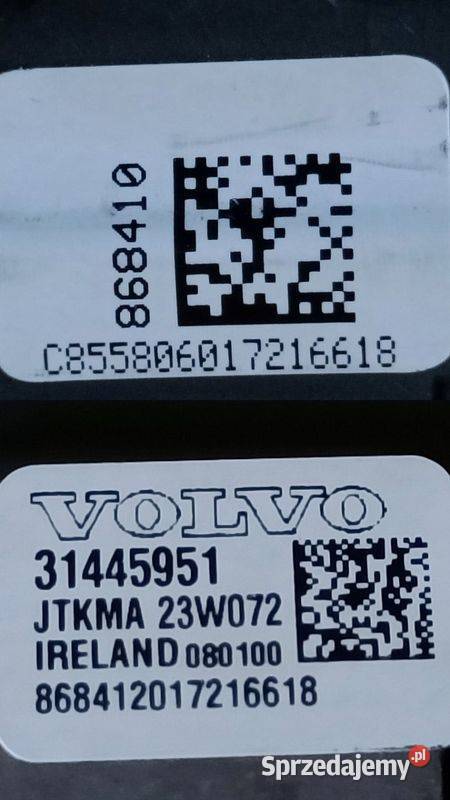 868410
C855806017216618
VOLVO
31445951
JTKMA 23W072
IRELAND 080100
868412017216618
Sprzedajemy.pl